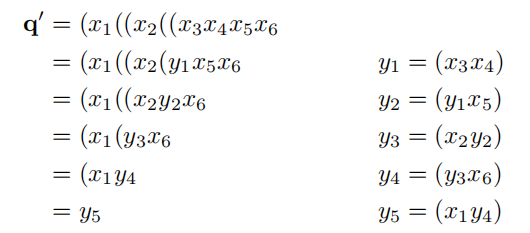 q′ = (x₁((x₂((x₃x₄x₅x₆
= (x₁((x₂(y₁x₅x₆ y₁ = (x₃x₄)
= (x₁((x₂y₂x₆ y₂ = (y₁x₅)
= (x₁(y₃x₆ y₃ = (x₂y₂)
= (x₁y₄ y₄ = (y₃x₆)
= y₅ y₅ = (x₁y₄)